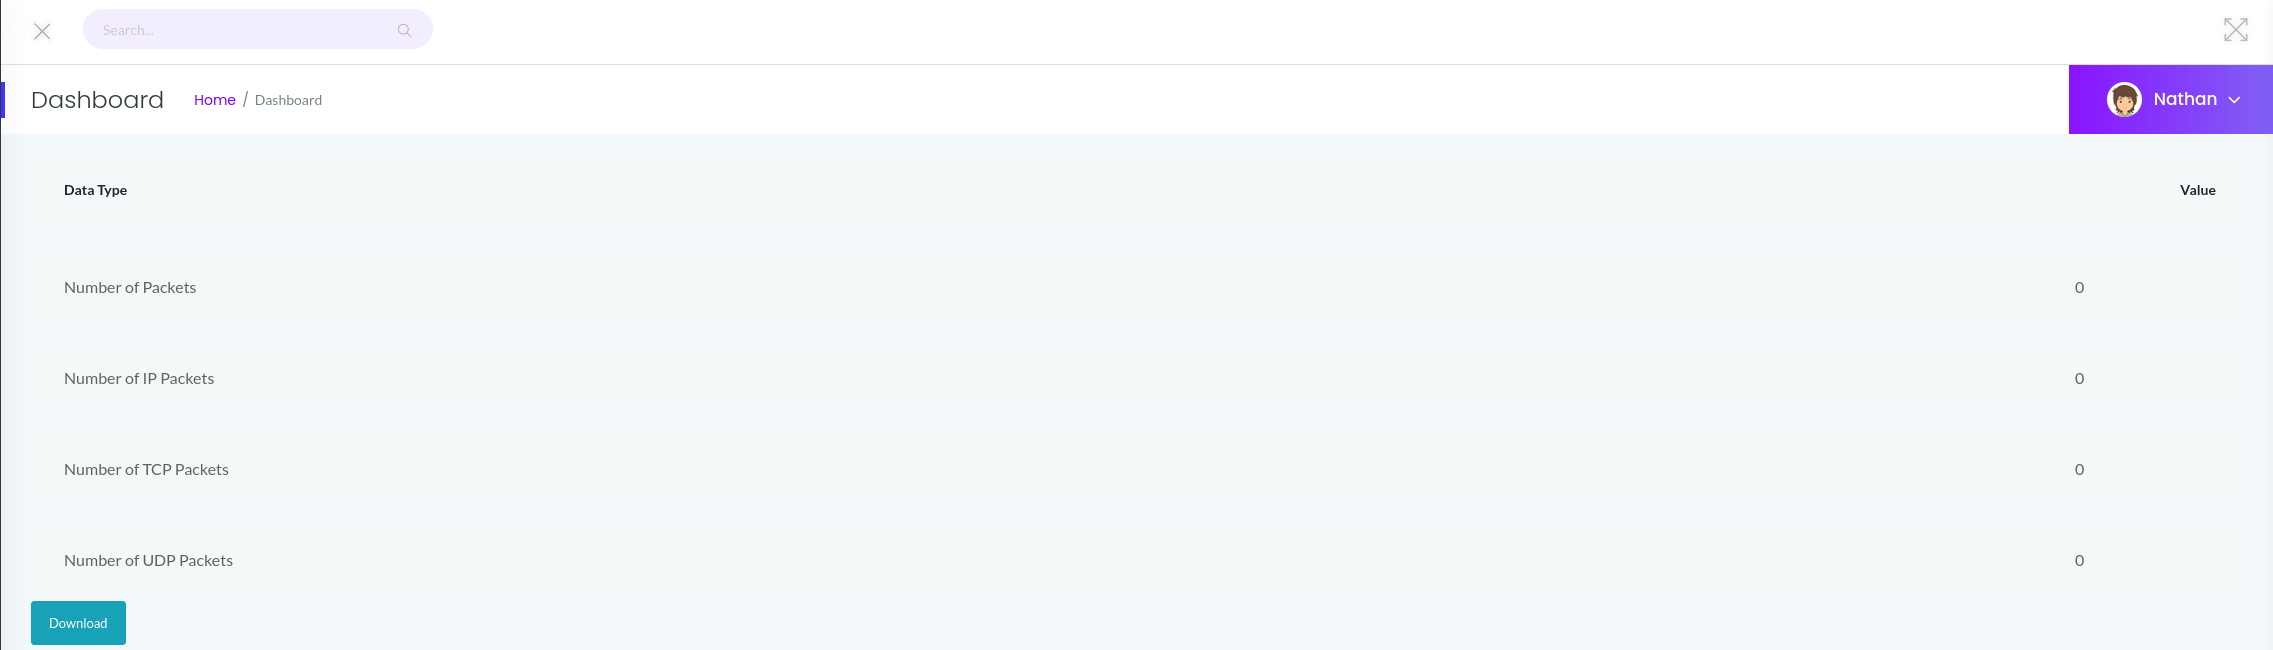 Search...
Dashboard Home / Dashboard Nathan
Data Type Value
Number of Packets 0
Number of IP Packets 0
Number of TCP Packets 0
Number of UDP Packets 0
Download